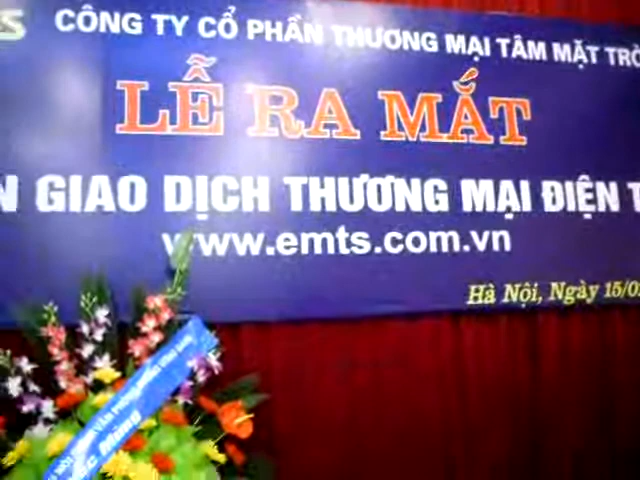 CÔNG TY CỔ PHẦN THƯƠNG MẠI TÂM MẶT TRỜ
LỄ RA MẮT
N GIAO DỊCH THƯƠNG MẠI ĐIỆN T
www.emts.com.vn
Hà Nội, Ngày 15/0